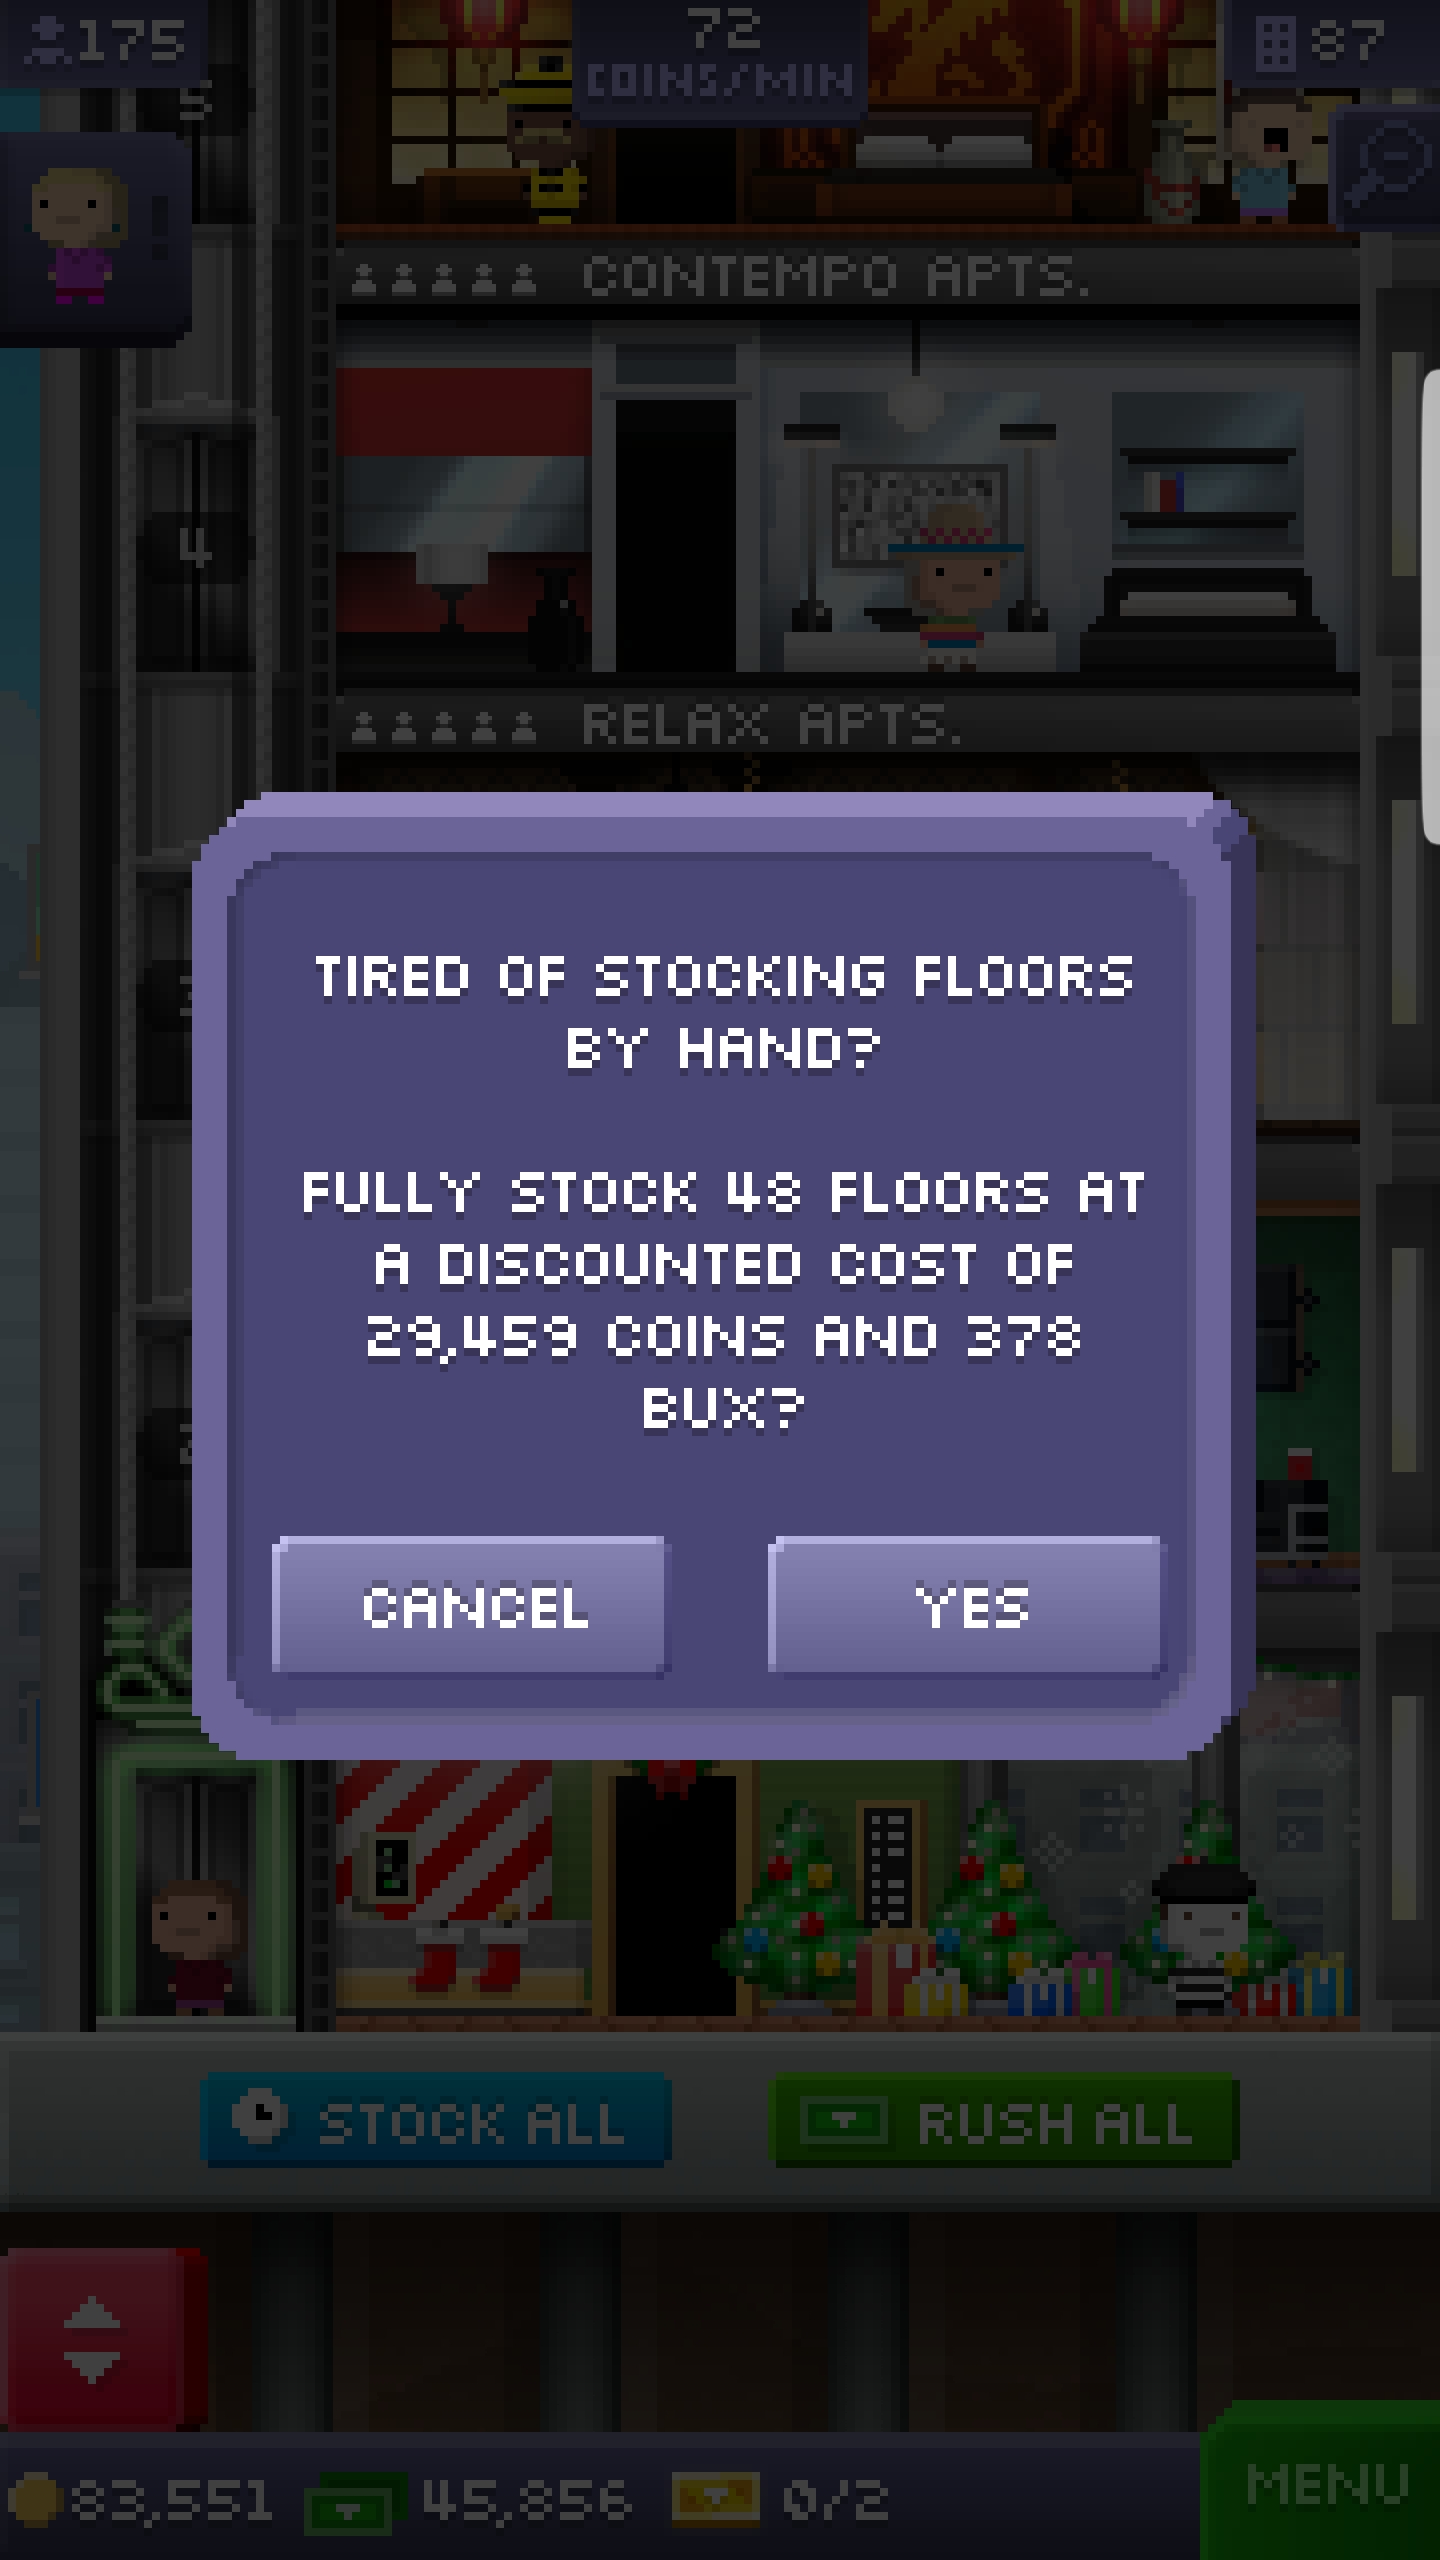 175
72
COINS/MIN
87
5
CONTEMPO APTS.
4
RELAX APTS.
TIRED OF STOCKING FLOORS
BY HAND?
FULLY STOCK 48 FLOORS AT
A DISCOUNTED COST OF
29,459 COINS AND 378
BUX?
CANCEL
YES
STOCK ALL
RUSH ALL
83,551
45,856
0/2
MENU